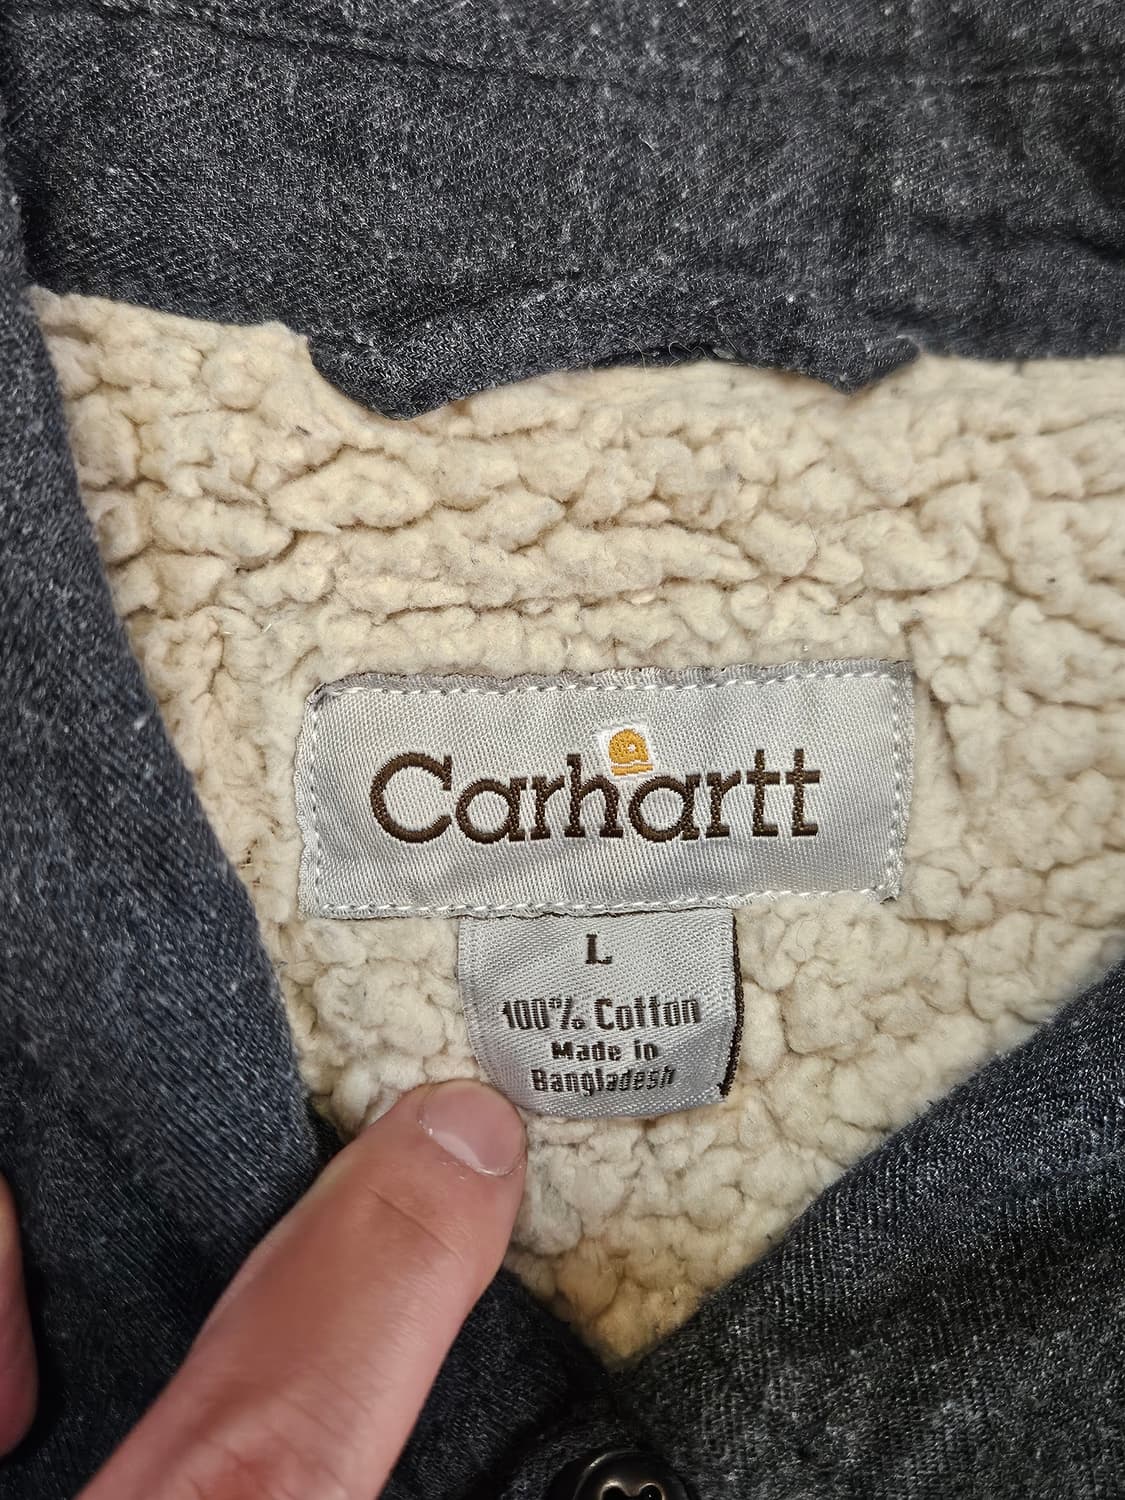 Carhartt
L
100% Cotton
Made in
Bangladesh